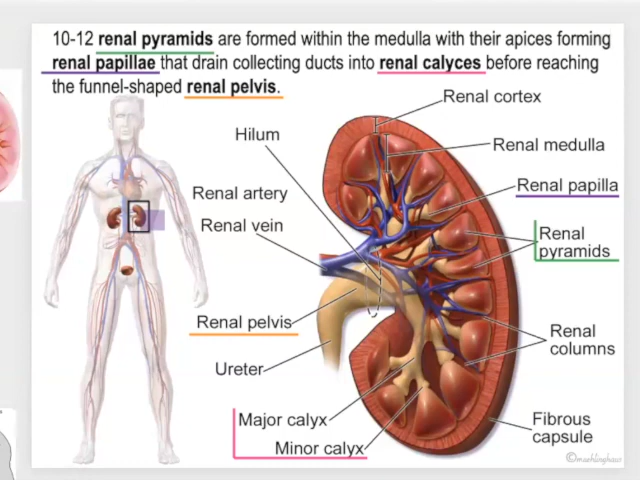 10-12 renal pyramids are formed within the medulla with their apices forming
renal papillae that drain collecting ducts into renal calyces before reaching
the funnel-shaped renal pelvis.
Renal cortex
Hilum
Renal medulla
Renal papilla
Renal artery
Renal vein
Renal
pyramids
Renal pelvis
Renal
columns
Ureter
Major calyx
Minor calyx
Fibrous
capsule